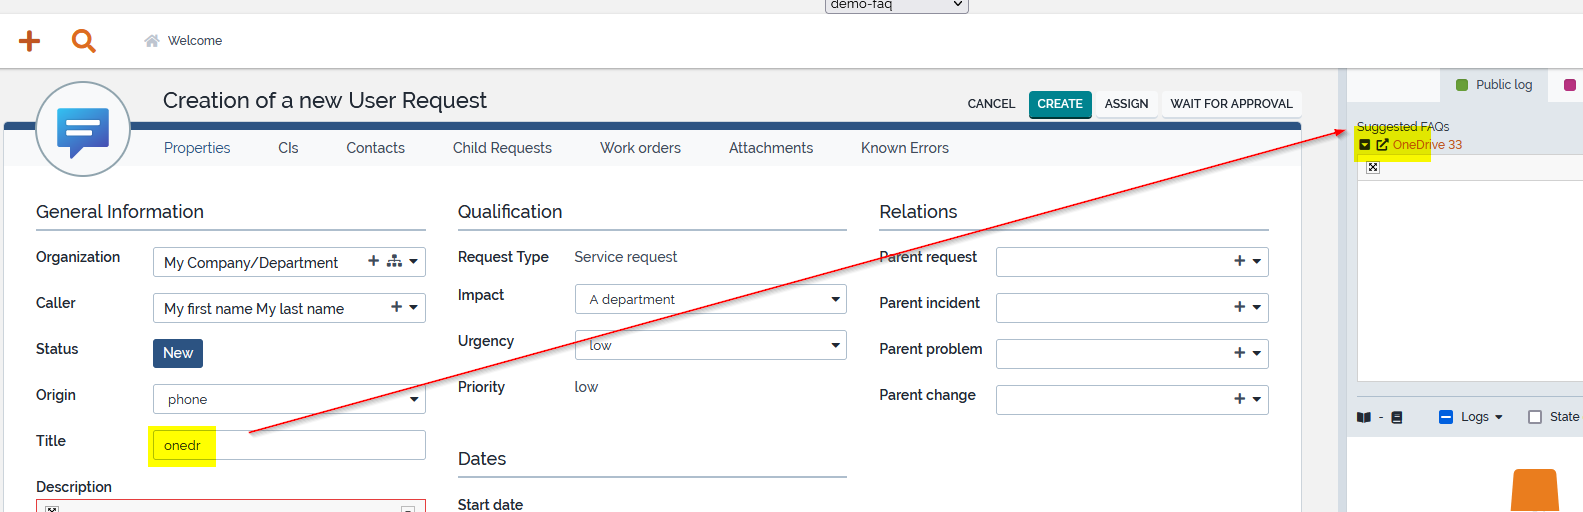 demo-faq
Welcome
Creation of a new User Request
CANCEL CREATE ASSIGN WAIT FOR APPROVAL
Public log
Properties CIs Contacts Child Requests Work orders Attachments Known Errors
Suggested FAQs
OneDrive 33
General Information
Organization My Company/Department
Caller My first name My last name
Status New
Origin phone
Title onedr
Description
Qualification
Request Type Service request
Impact A department
Urgency low
Priority low
Dates
Start date
Relations
Parent request
Parent incident
Parent problem
Parent change
- Logs State